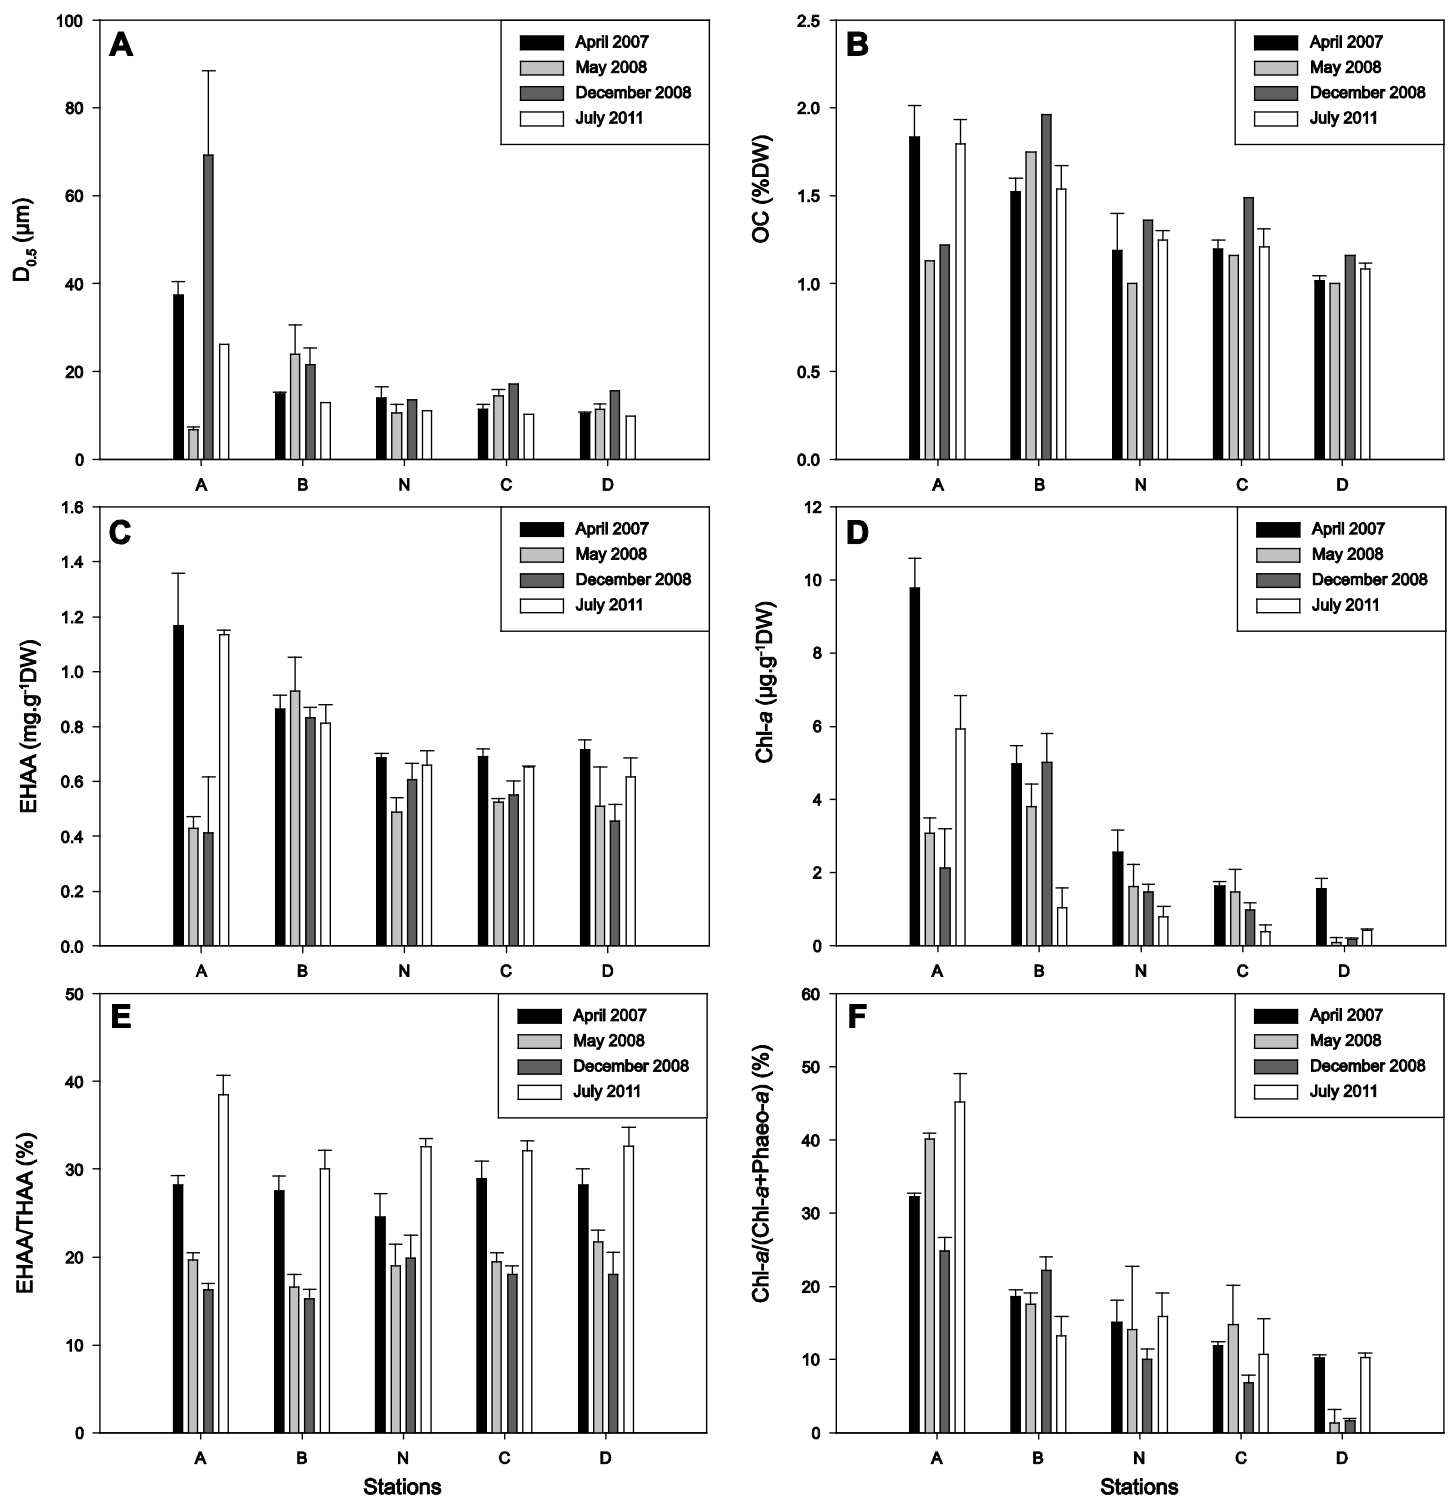 A
D0.5 (µm)
100
80
60
40
20
0
April 2007
May 2008
December 2008
July 2011
A B N C D
B
OC (%DW)
2.5
2.0
1.5
1.0
0.5
0.0
April 2007
May 2008
December 2008
July 2011
A B N C D
C
EHAA (mg.g-1DW)
1.6
1.4
1.2
1.0
0.8
0.6
0.4
0.2
0.0
April 2007
May 2008
December 2008
July 2011
A B N C D
D
Chl-a (µg.g-1DW)
12
10
8
6
4
2
0
April 2007
May 2008
December 2008
July 2011
A B N C D
E
EHAA/THAA (%)
50
40
30
20
10
0
April 2007
May 2008
December 2008
July 2011
A B N C D
Stations
F
Chl-a/(Chl-a+Phaeo-a) (%)
60
50
40
30
20
10
0
April 2007
May 2008
December 2008
July 2011
A B N C D
Stations